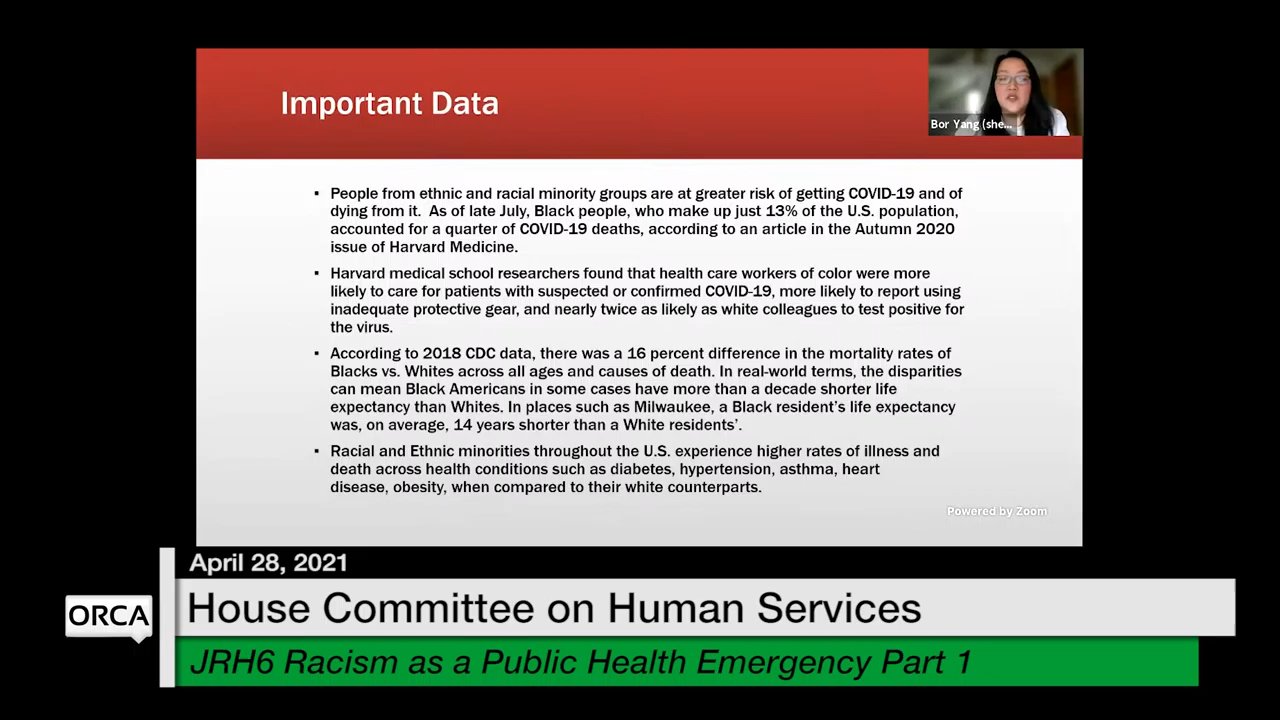 Important Data
Bor Yang (she...
▪ People from ethnic and racial minority groups are at greater risk of getting COVID-19 and of
dying from it. As of late July, Black people, who make up just 13% of the U.S. population,
accounted for a quarter of COVID-19 deaths, according to an article in the Autumn 2020
issue of Harvard Medicine.
▪ Harvard medical school researchers found that health care workers of color were more
likely to care for patients with suspected or confirmed COVID-19, more likely to report using
inadequate protective gear, and nearly twice as likely as white colleagues to test positive for
the virus.
▪ According to 2018 CDC data, there was a 16 percent difference in the mortality rates of
Blacks vs. Whites across all ages and causes of death. In real-world terms, the disparities
can mean Black Americans in some cases have more than a decade shorter life
expectancy than Whites. In places such as Milwaukee, a Black resident's life expectancy
was, on average, 14 years shorter than a White residents'.
▪ Racial and Ethnic minorities throughout the U.S. experience higher rates of illness and
death across health conditions such as diabetes, hypertension, asthma, heart
disease, obesity, when compared to their white counterparts.
Powered by Zoom
April 28, 2021
ORCA
House Committee on Human Services
JRH6 Racism as a Public Health Emergency Part 1